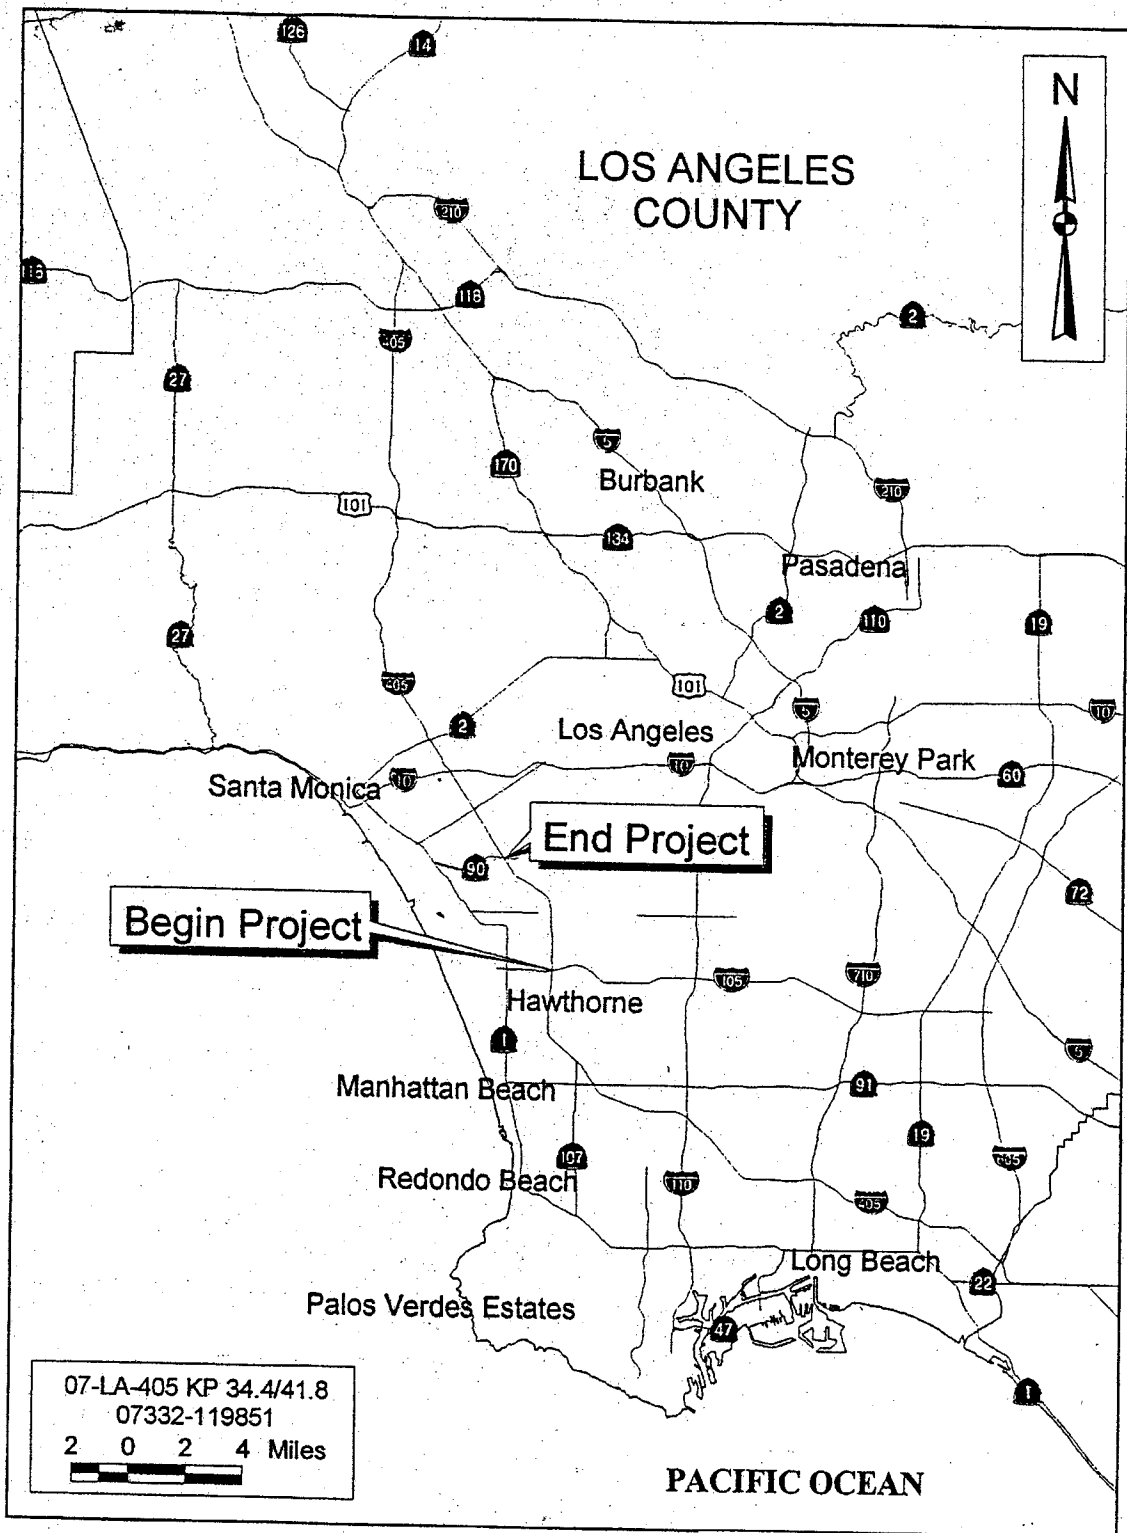 126
14
N
LOS ANGELES
COUNTY
210
118
118
2
405
27
5
170
Burbank
210
101
134
Pasadena
2
110
19
27
405
101
5
10
2
Los Angeles
10
Monterey Park
60
Santa Monica
10
End Project
90
72
Begin Project
105
710
Hawthorne
1
5
Manhattan Beach
91
19
107
605
Redondo Beach
110
405
Long Beach
22
Palos Verdes Estates
47
07-LA-405 KP 34.4/41.8
07332-119851
2 0 2 4 Miles
1
PACIFIC OCEAN